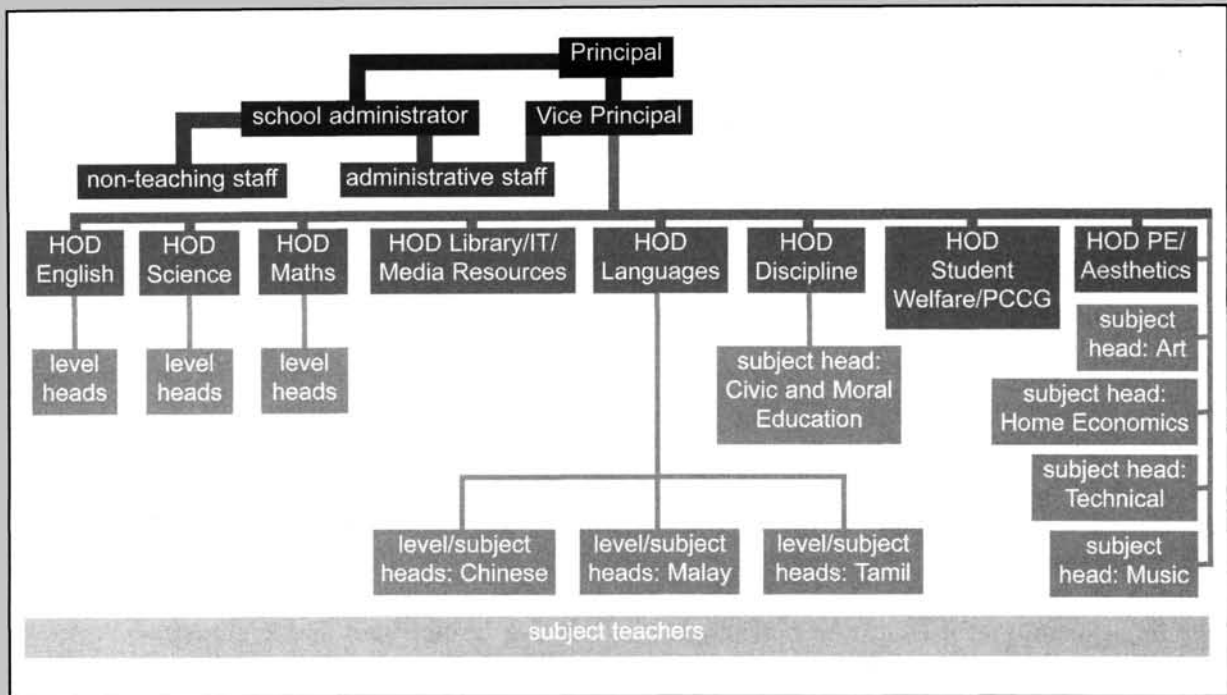 Principal
school administrator
Vice Principal
non-teaching staff
administrative staff
HOD
English
HOD
Science
HOD
Maths
HOD Library/IT/
Media Resources
HOD
Languages
HOD
Discipline
HOD
Student
Welfare/PCCG
HOD PE/
Aesthetics
level
heads
level
heads
level
heads
subject head:
Civic and Moral
Education
subject
head: Art
subject head:
Home Economics
subject head:
Technical
subject
head: Music
level/subject
heads: Chinese
level/subject
heads: Malay
level/subject
heads: Tamil
subject teachers